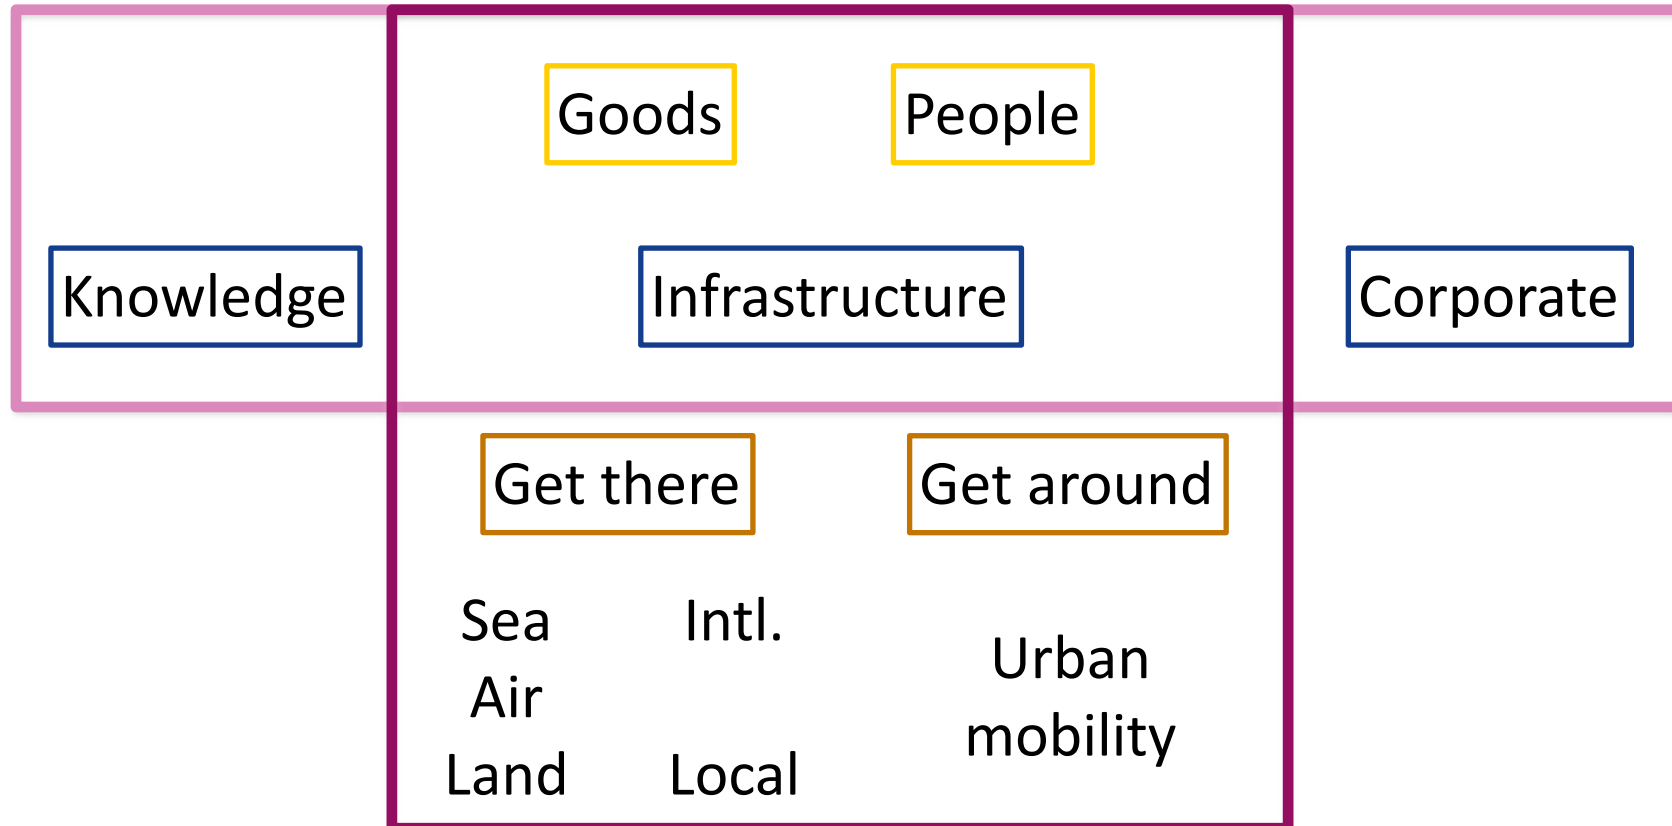 Goods
People
Knowledge
Infrastructure
Corporate
Get there
Get around
Sea
Air
Land
Intl.
Local
Urban
mobility